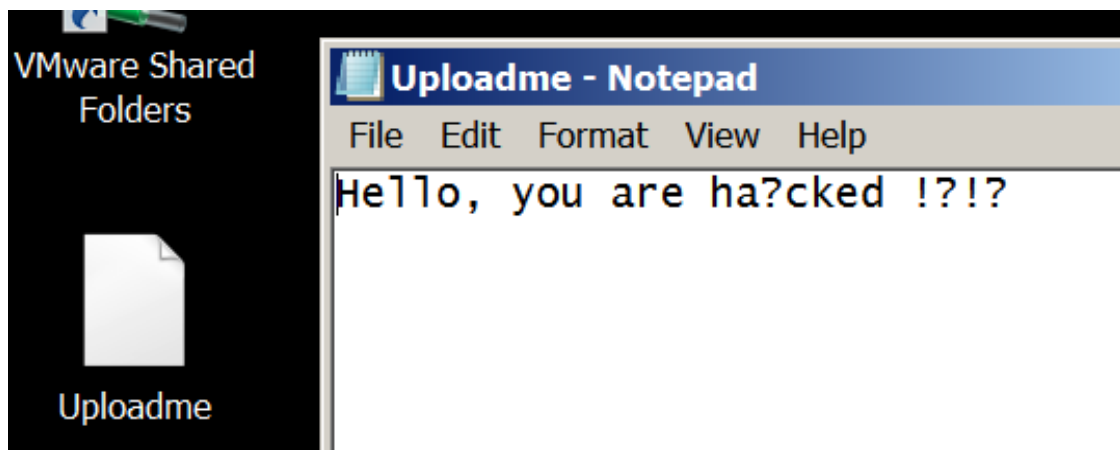 VMware Shared
Folders
Uploadme - Notepad
File Edit Format View Help
Hello, you are ha?cked !?!?
Uploadme